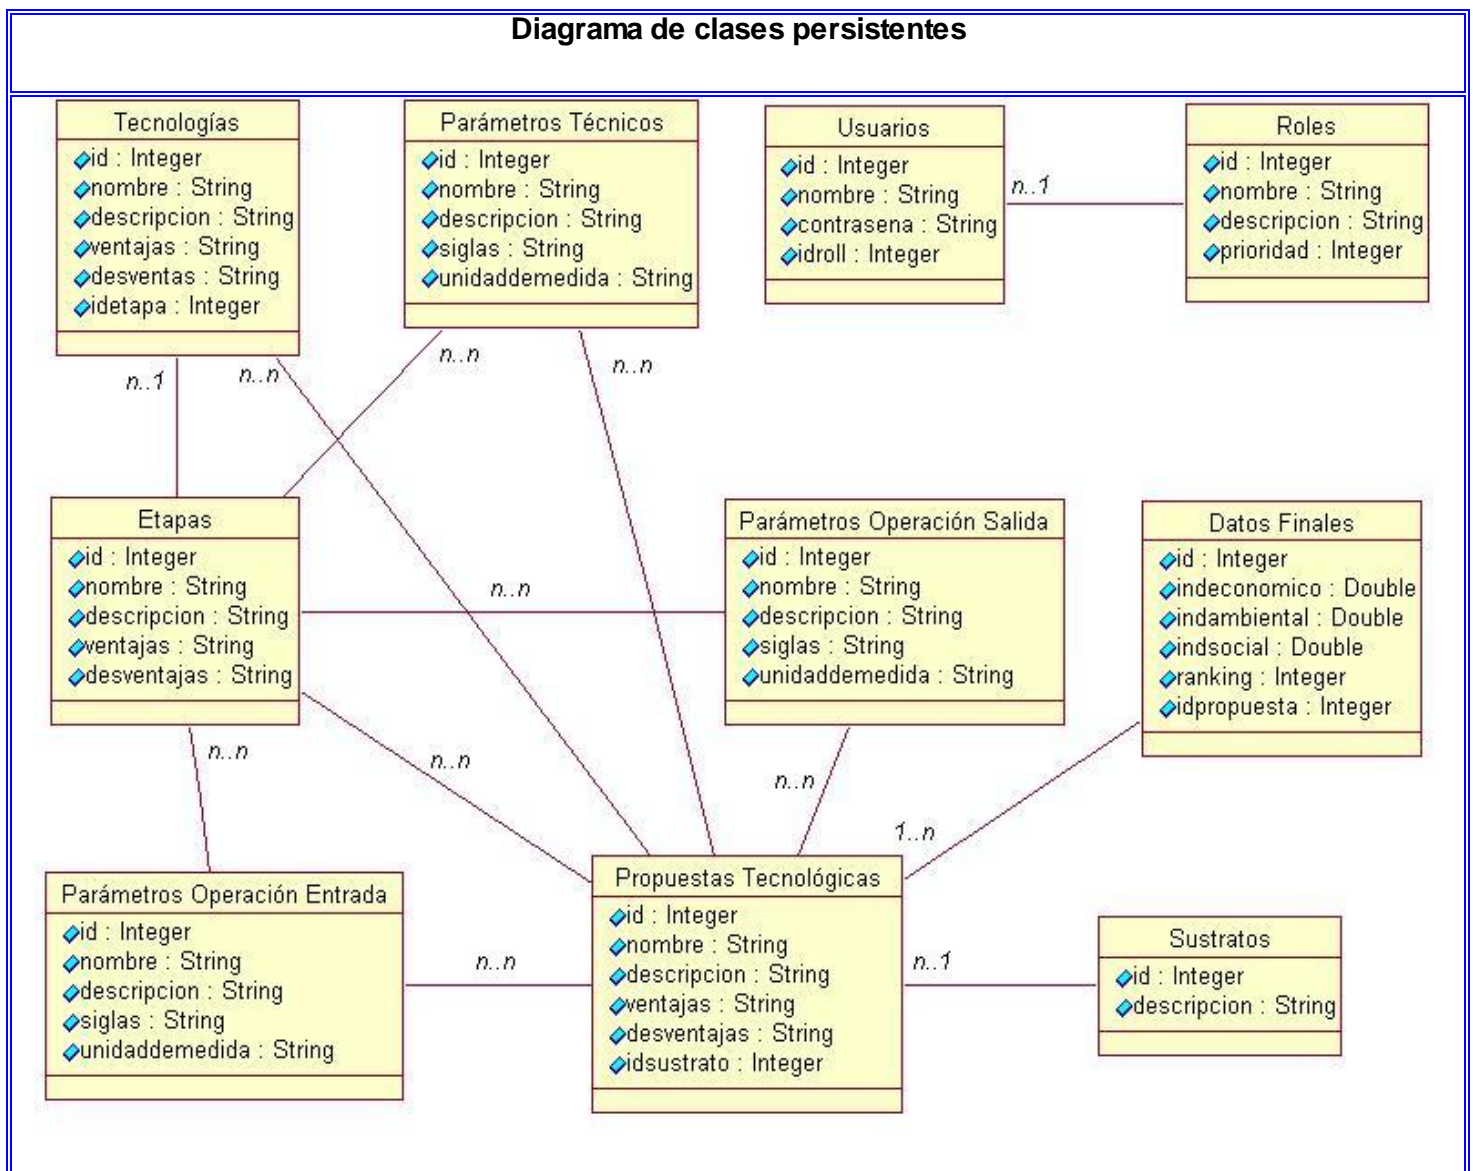 Diagrama de clases persistentes
Tecnologías
id : Integer
nombre : String
descripcion : String
ventajas : String
desventas : String
idetapa : Integer
Parámetros Técnicos
id : Integer
nombre : String
descripcion : String
siglas : String
unidaddemedida : String
Usuarios
id : Integer
nombre : String
contrasena : String
idroll : Integer
n..1
Roles
id : Integer
nombre : String
descripcion : String
prioridad : Integer
n..1
n..n
n..n
n..n
Etapas
id : Integer
nombre : String
descripcion : String
ventajas : String
desventajas : String
n..n
Parámetros Operación Salida
id : Integer
nombre : String
descripcion : String
siglas : String
unidaddemedida : String
Datos Finales
id : Integer
indeconomico : Double
indambiental : Double
indsocial : Double
ranking : Integer
idpropuesta : Integer
n..n
n..n
n..n
1..n
Parámetros Operación Entrada
id : Integer
nombre : String
descripcion : String
siglas : String
unidaddemedida : String
n..n
Propuestas Tecnológicas
id : Integer
nombre : String
descripcion : String
ventajas : String
desventajas : String
idsustrato : Integer
n..1
Sustratos
id : Integer
descripcion : String